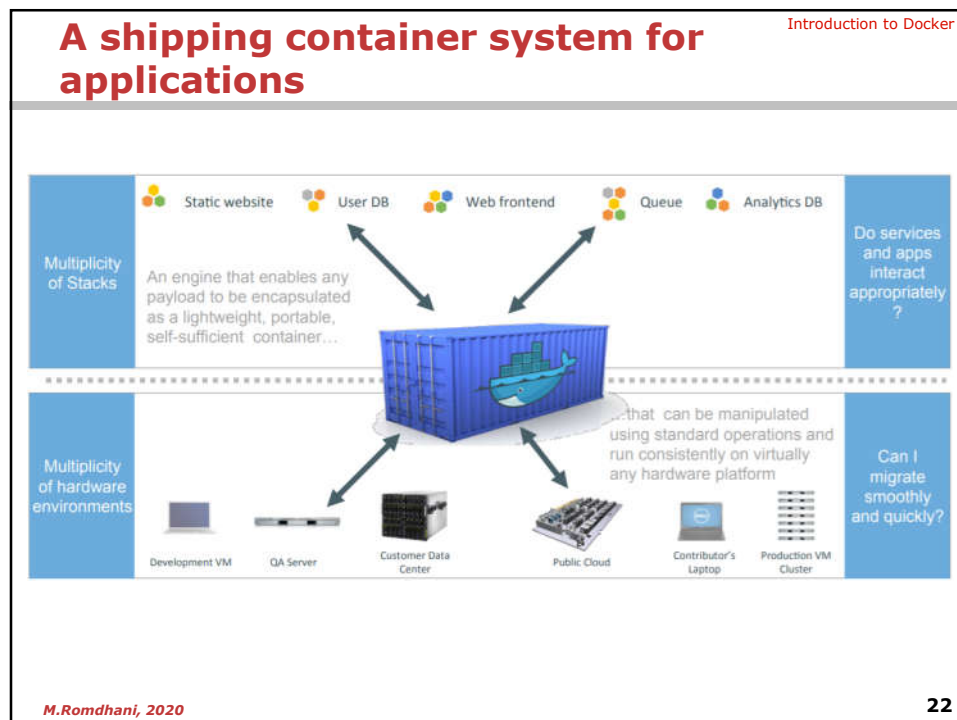 Introduction to Docker
A shipping container system for
applications
Static website
User DB
Web frontend
Queue
Analytics DB
Multiplicity
of Stacks
An engine that enables any
payload to be encapsulated
as a lightweight, portable,
self-sufficient container…
Do services
and apps
interact
appropriately
?
Multiplicity
of hardware
environments
…that can be manipulated
using standard operations and
run consistently on virtually
any hardware platform
Can I
migrate
smoothly
and quickly?
Development VM
QA Server
Customer Data
Center
Public Cloud
Contributor's
Laptop
Production VM
Cluster
M.Romdhani, 2020
22